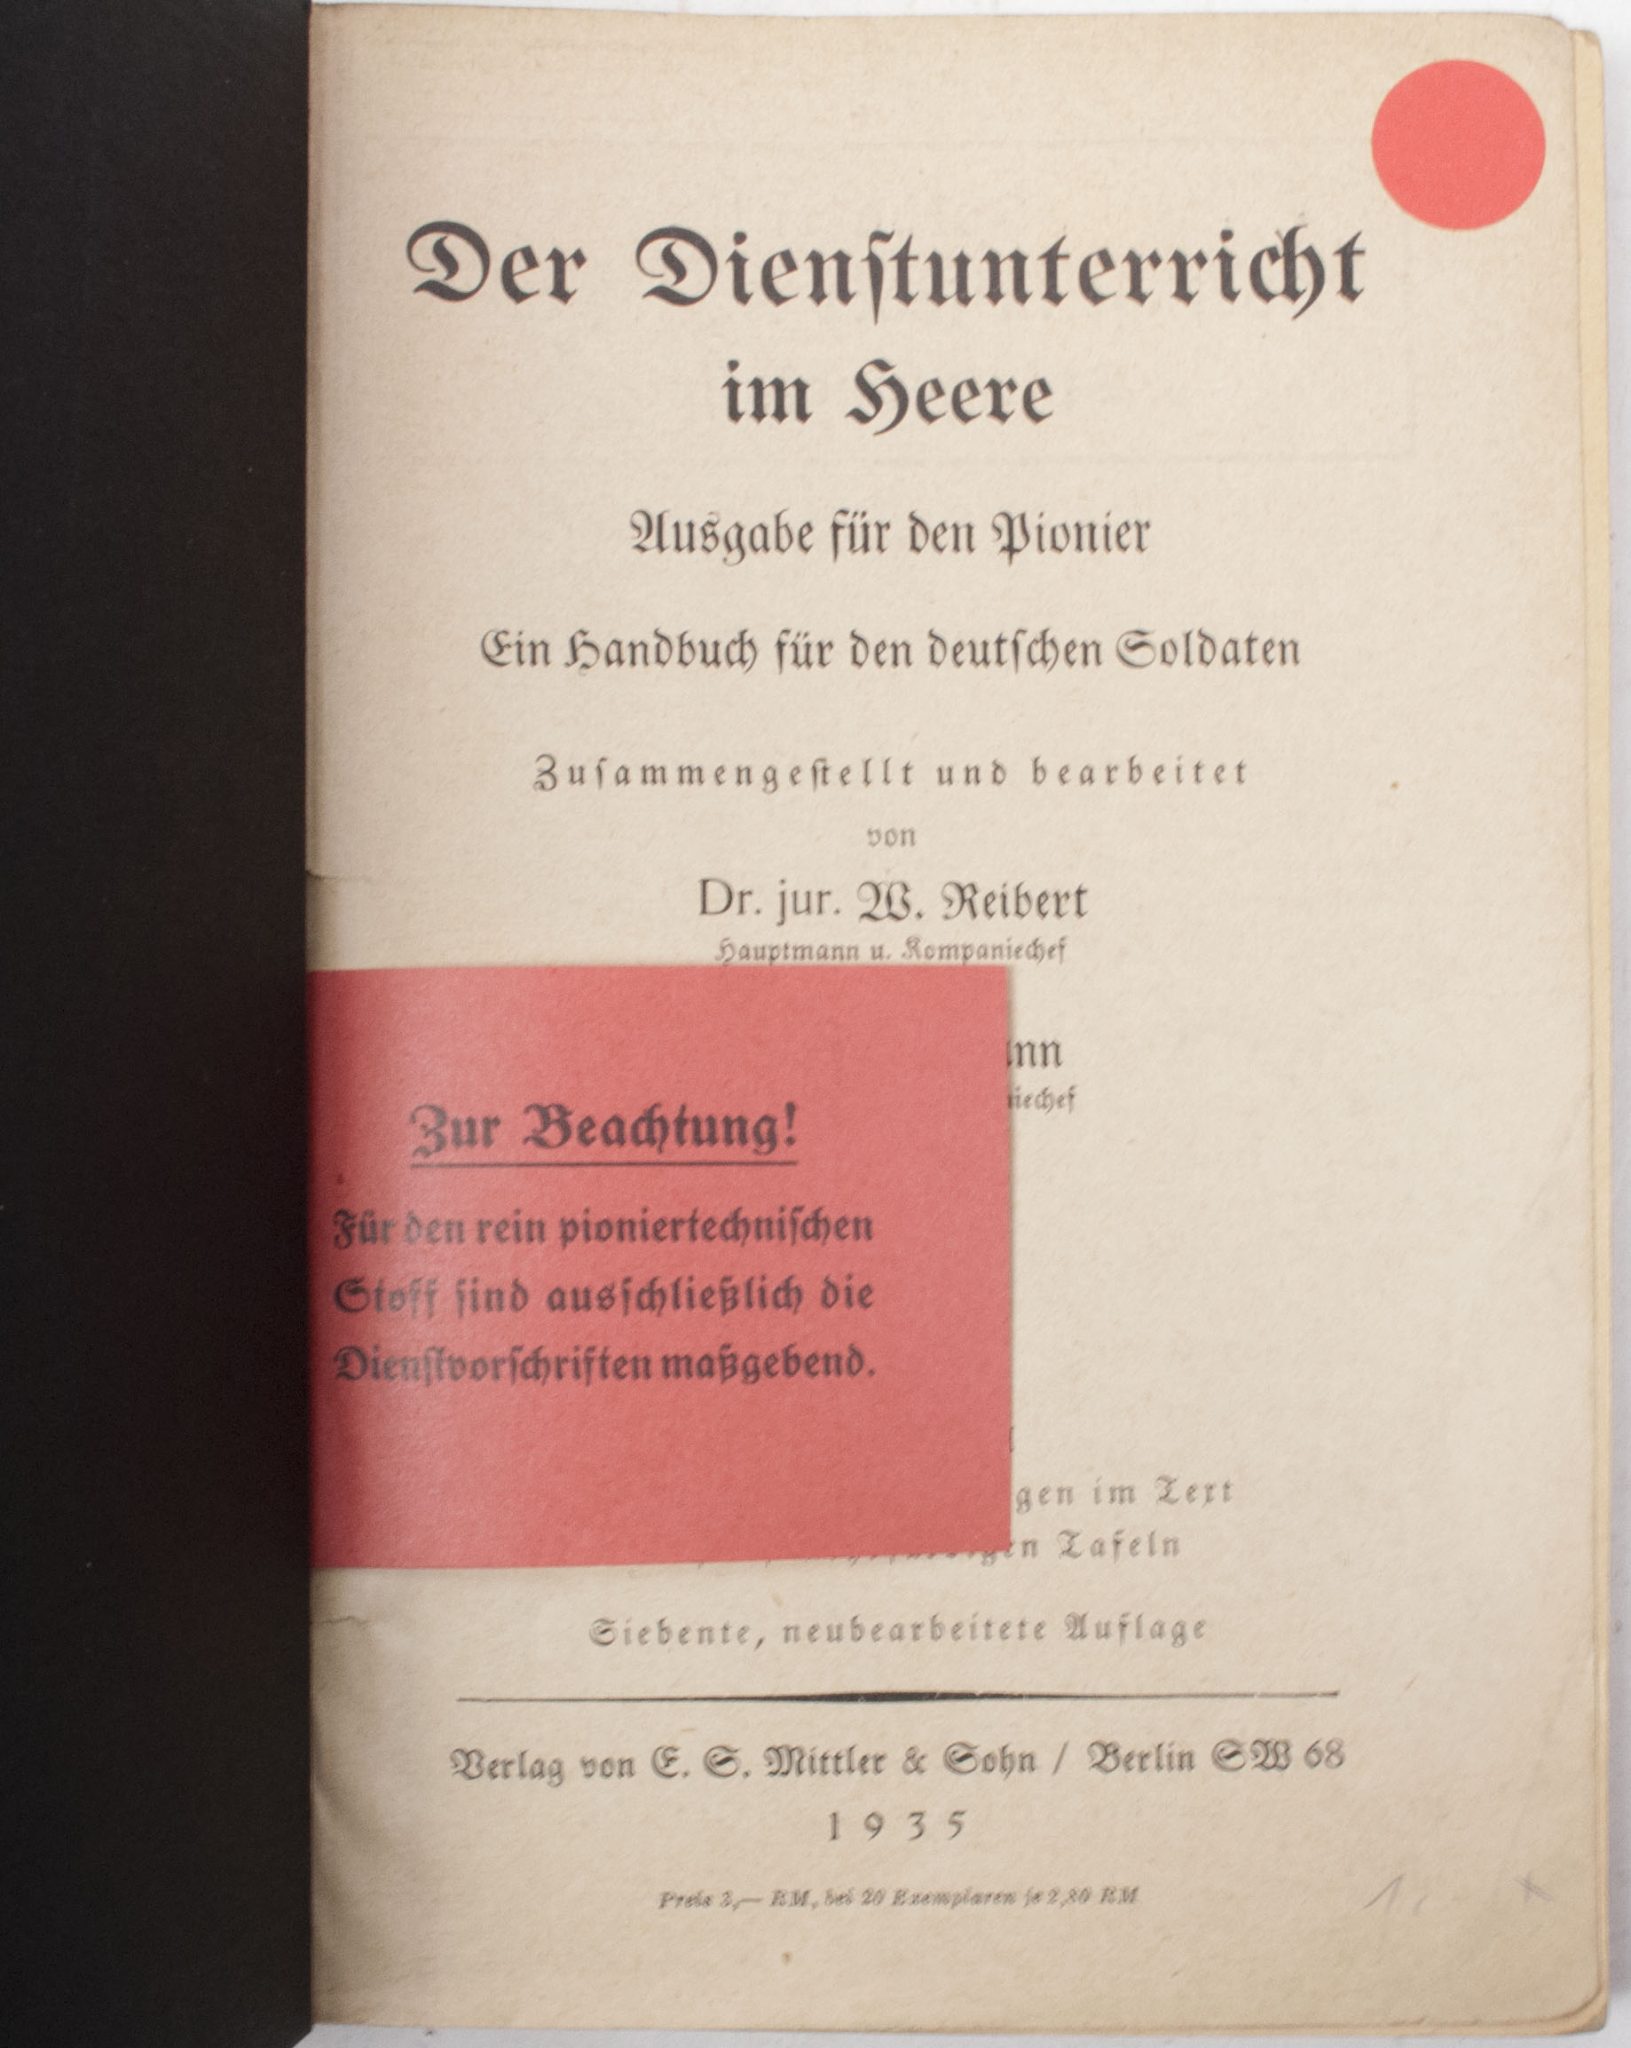 Der Dienstunterricht
im Heere
Ausgabe für den Pionier
Ein Handbuch für den deutschen Soldaten
Zusammengestellt und bearbeitet
von
Dr. jur. W. Reibert
Hauptmann u. Kompaniechef
Zur Beachtung!
Für den rein pioniertechnischen
Stoff sind ausschließlich die
Dienstvorschriften maßgebend.
im Text
Tafeln
Siebente, neubearbeitete Auflage
Verlag von E. S. Mittler & Sohn / Berlin SW 68
1935
Preis 3,— RM, bei 20 Exemplaren je 2,80 RM